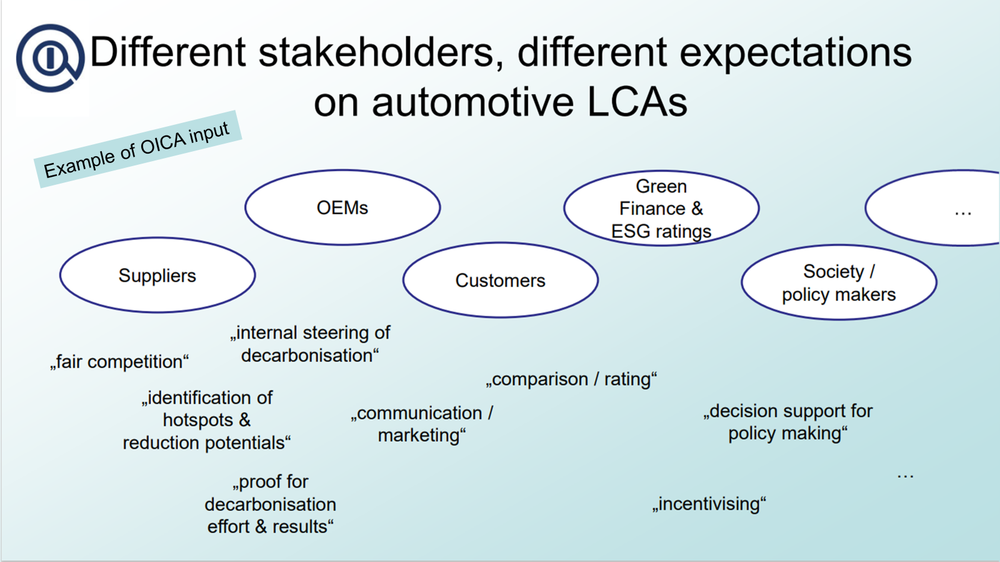 Different stakeholders, different expectations
on automotive LCAs
Example of OICA input
OEMs
Green
Finance &
ESG ratings
…
Suppliers
Customers
Society /
policy makers
„internal steering of
decarbonisation“
„fair competition“
„comparison / rating“
„identification of
hotspots &
reduction potentials“
„communication /
marketing“
„decision support for
policy making“
…
„proof for
decarbonisation
effort & results“
„incentivising“